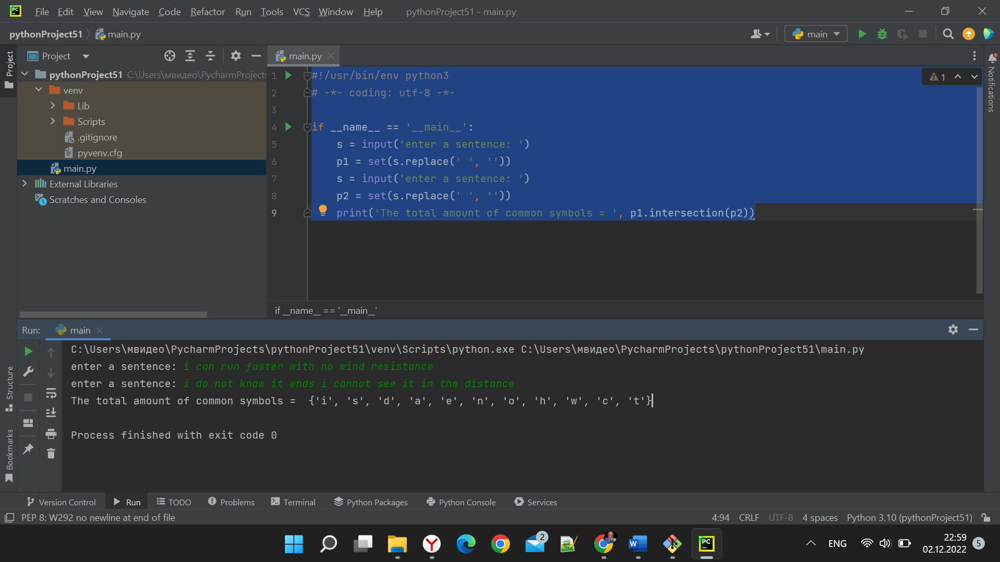 PC File Edit View Navigate Code Refactor Run Tools VCS Window Help pythonProject51 - main.py
pythonProject51 main.py main
Project
Project main.py
pythonProject51 C:\Users\мвидео\PycharmProjects
venv
Lib
Scripts
.gitignore
pyvenv.cfg
main.py
External Libraries
Scratches and Consoles
1 #!/usr/bin/env python3
2 # -*- coding: utf-8 -*-
3
4 if __name__ == '__main__':
5 s = input('enter a sentence: ')
6 p1 = set(s.replace(' ', ''))
7 s = input('enter a sentence: ')
8 p2 = set(s.replace(' ', ''))
9 print('The total amount of common symbols = ', p1.intersection(p2))
1
Notifications
if __name__ == '__main__'
Run: main
C:\Users\мвидео\PycharmProjects\pythonProject51\venv\Scripts\python.exe C:\Users\мвидео\PycharmProjects\pythonProject51\main.py
enter a sentence: i can run faster with no wind resistance
enter a sentence: i do not know it ends i cannot see it in the distance
The total amount of common symbols =  {'i', 's', 'd', 'a', 'e', 'n', 'o', 'h', 'w', 'c', 't'}
Process finished with exit code 0
Structure
Bookmarks
Version Control Run TODO Problems Terminal Python Packages Python Console Services
PEP 8: W292 no newline at end of file 4:94 CRLF UTF-8 4 spaces Python 3.10 (pythonProject51)
2 W PC ENG 22:59
02.12.2022 5